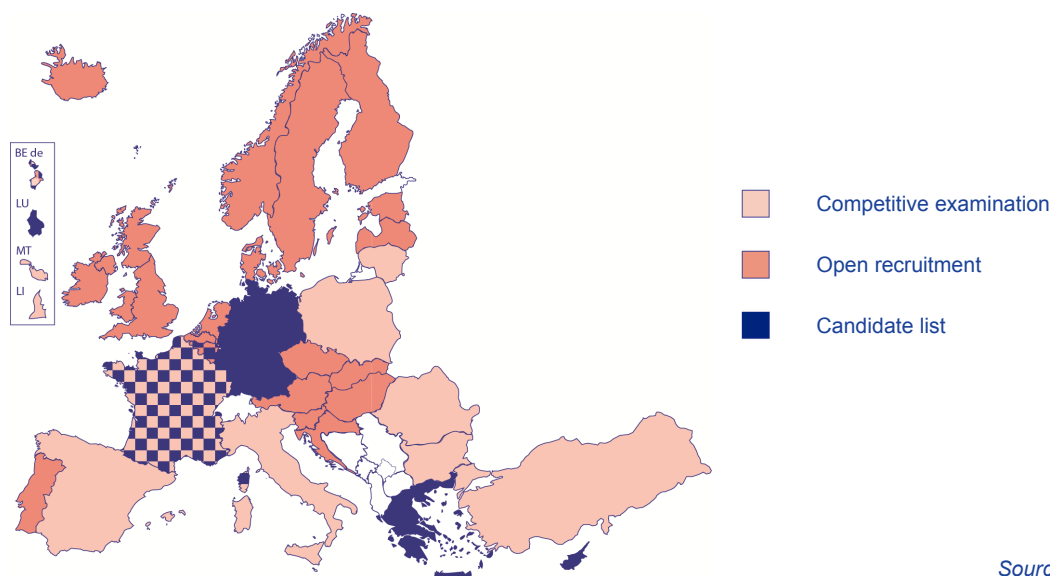 BE de
LU
MT
LI
Competitive examination
Open recruitment
Candidate list